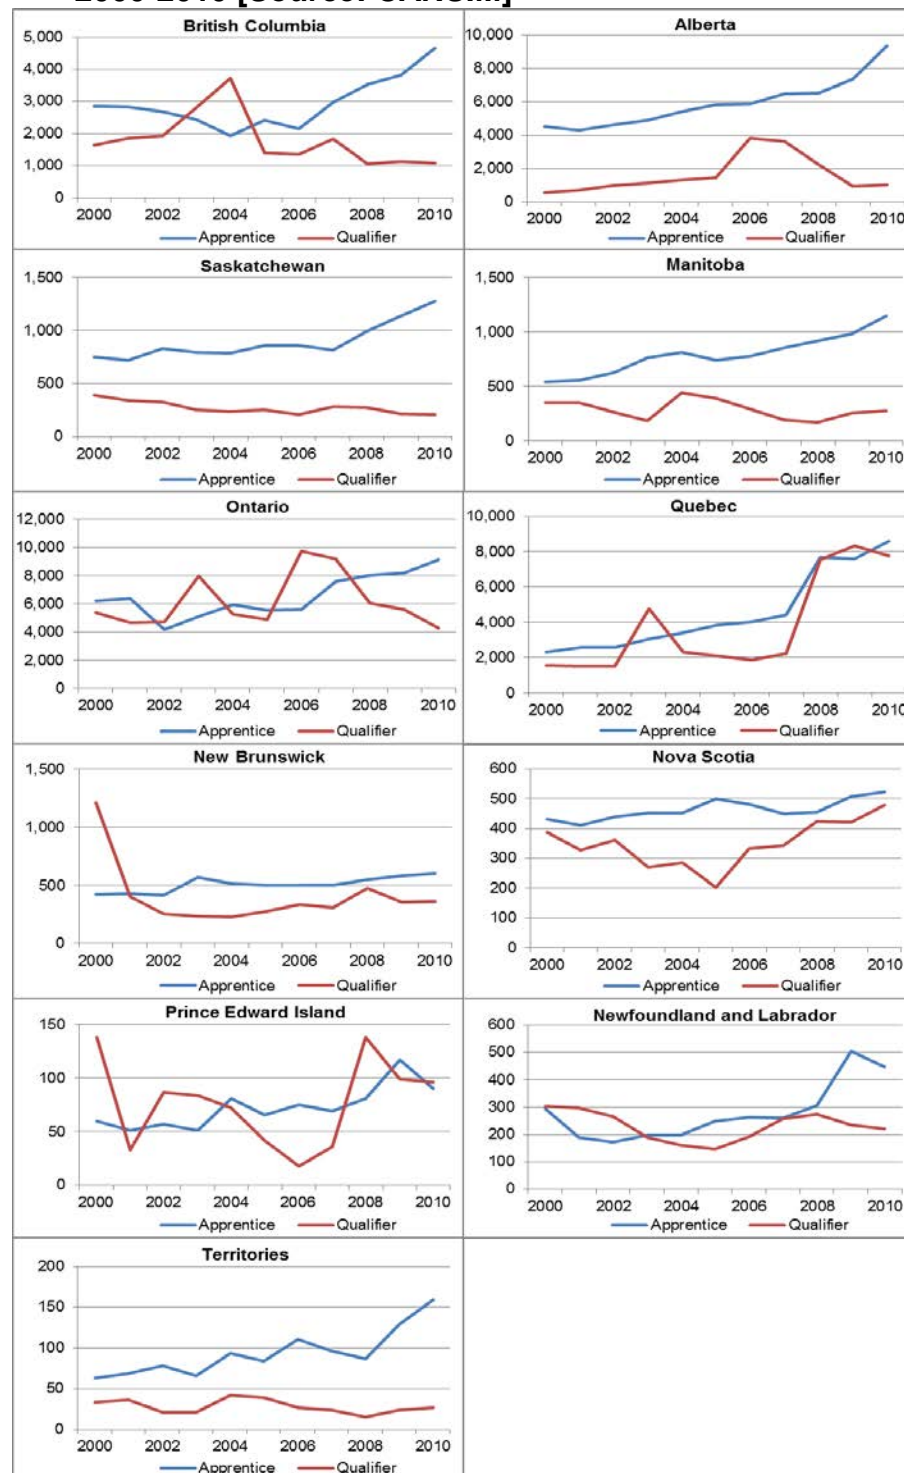 2000-2010 [Source: CANSIM]
British Columbia
5,000
4,000
3,000
2,000
1,000
0
2000 2002 2004 2006 2008 2010
Apprentice Qualifier
Alberta
10,000
8,000
6,000
4,000
2,000
0
2000 2002 2004 2006 2008 2010
Apprentice Qualifier
Saskatchewan
1,500
1,000
500
0
2000 2002 2004 2006 2008 2010
Apprentice Qualifier
Manitoba
1,500
1,000
500
0
2000 2002 2004 2006 2008 2010
Apprentice Qualifier
Ontario
12,000
10,000
8,000
6,000
4,000
2,000
0
2000 2002 2004 2006 2008 2010
Apprentice Qualifier
Quebec
10,000
8,000
6,000
4,000
2,000
0
2000 2002 2004 2006 2008 2010
Apprentice Qualifier
New Brunswick
1,500
1,000
500
0
2000 2002 2004 2006 2008 2010
Apprentice Qualifier
Nova Scotia
600
500
400
300
200
100
0
2000 2002 2004 2006 2008 2010
Apprentice Qualifier
Prince Edward Island
150
100
50
0
2000 2002 2004 2006 2008 2010
Apprentice Qualifier
Newfoundland and Labrador
600
500
400
300
200
100
0
2000 2002 2004 2006 2008 2010
Apprentice Qualifier
Territories
200
150
100
50
0
2000 2002 2004 2006 2008 2010
Apprentice Qualifier